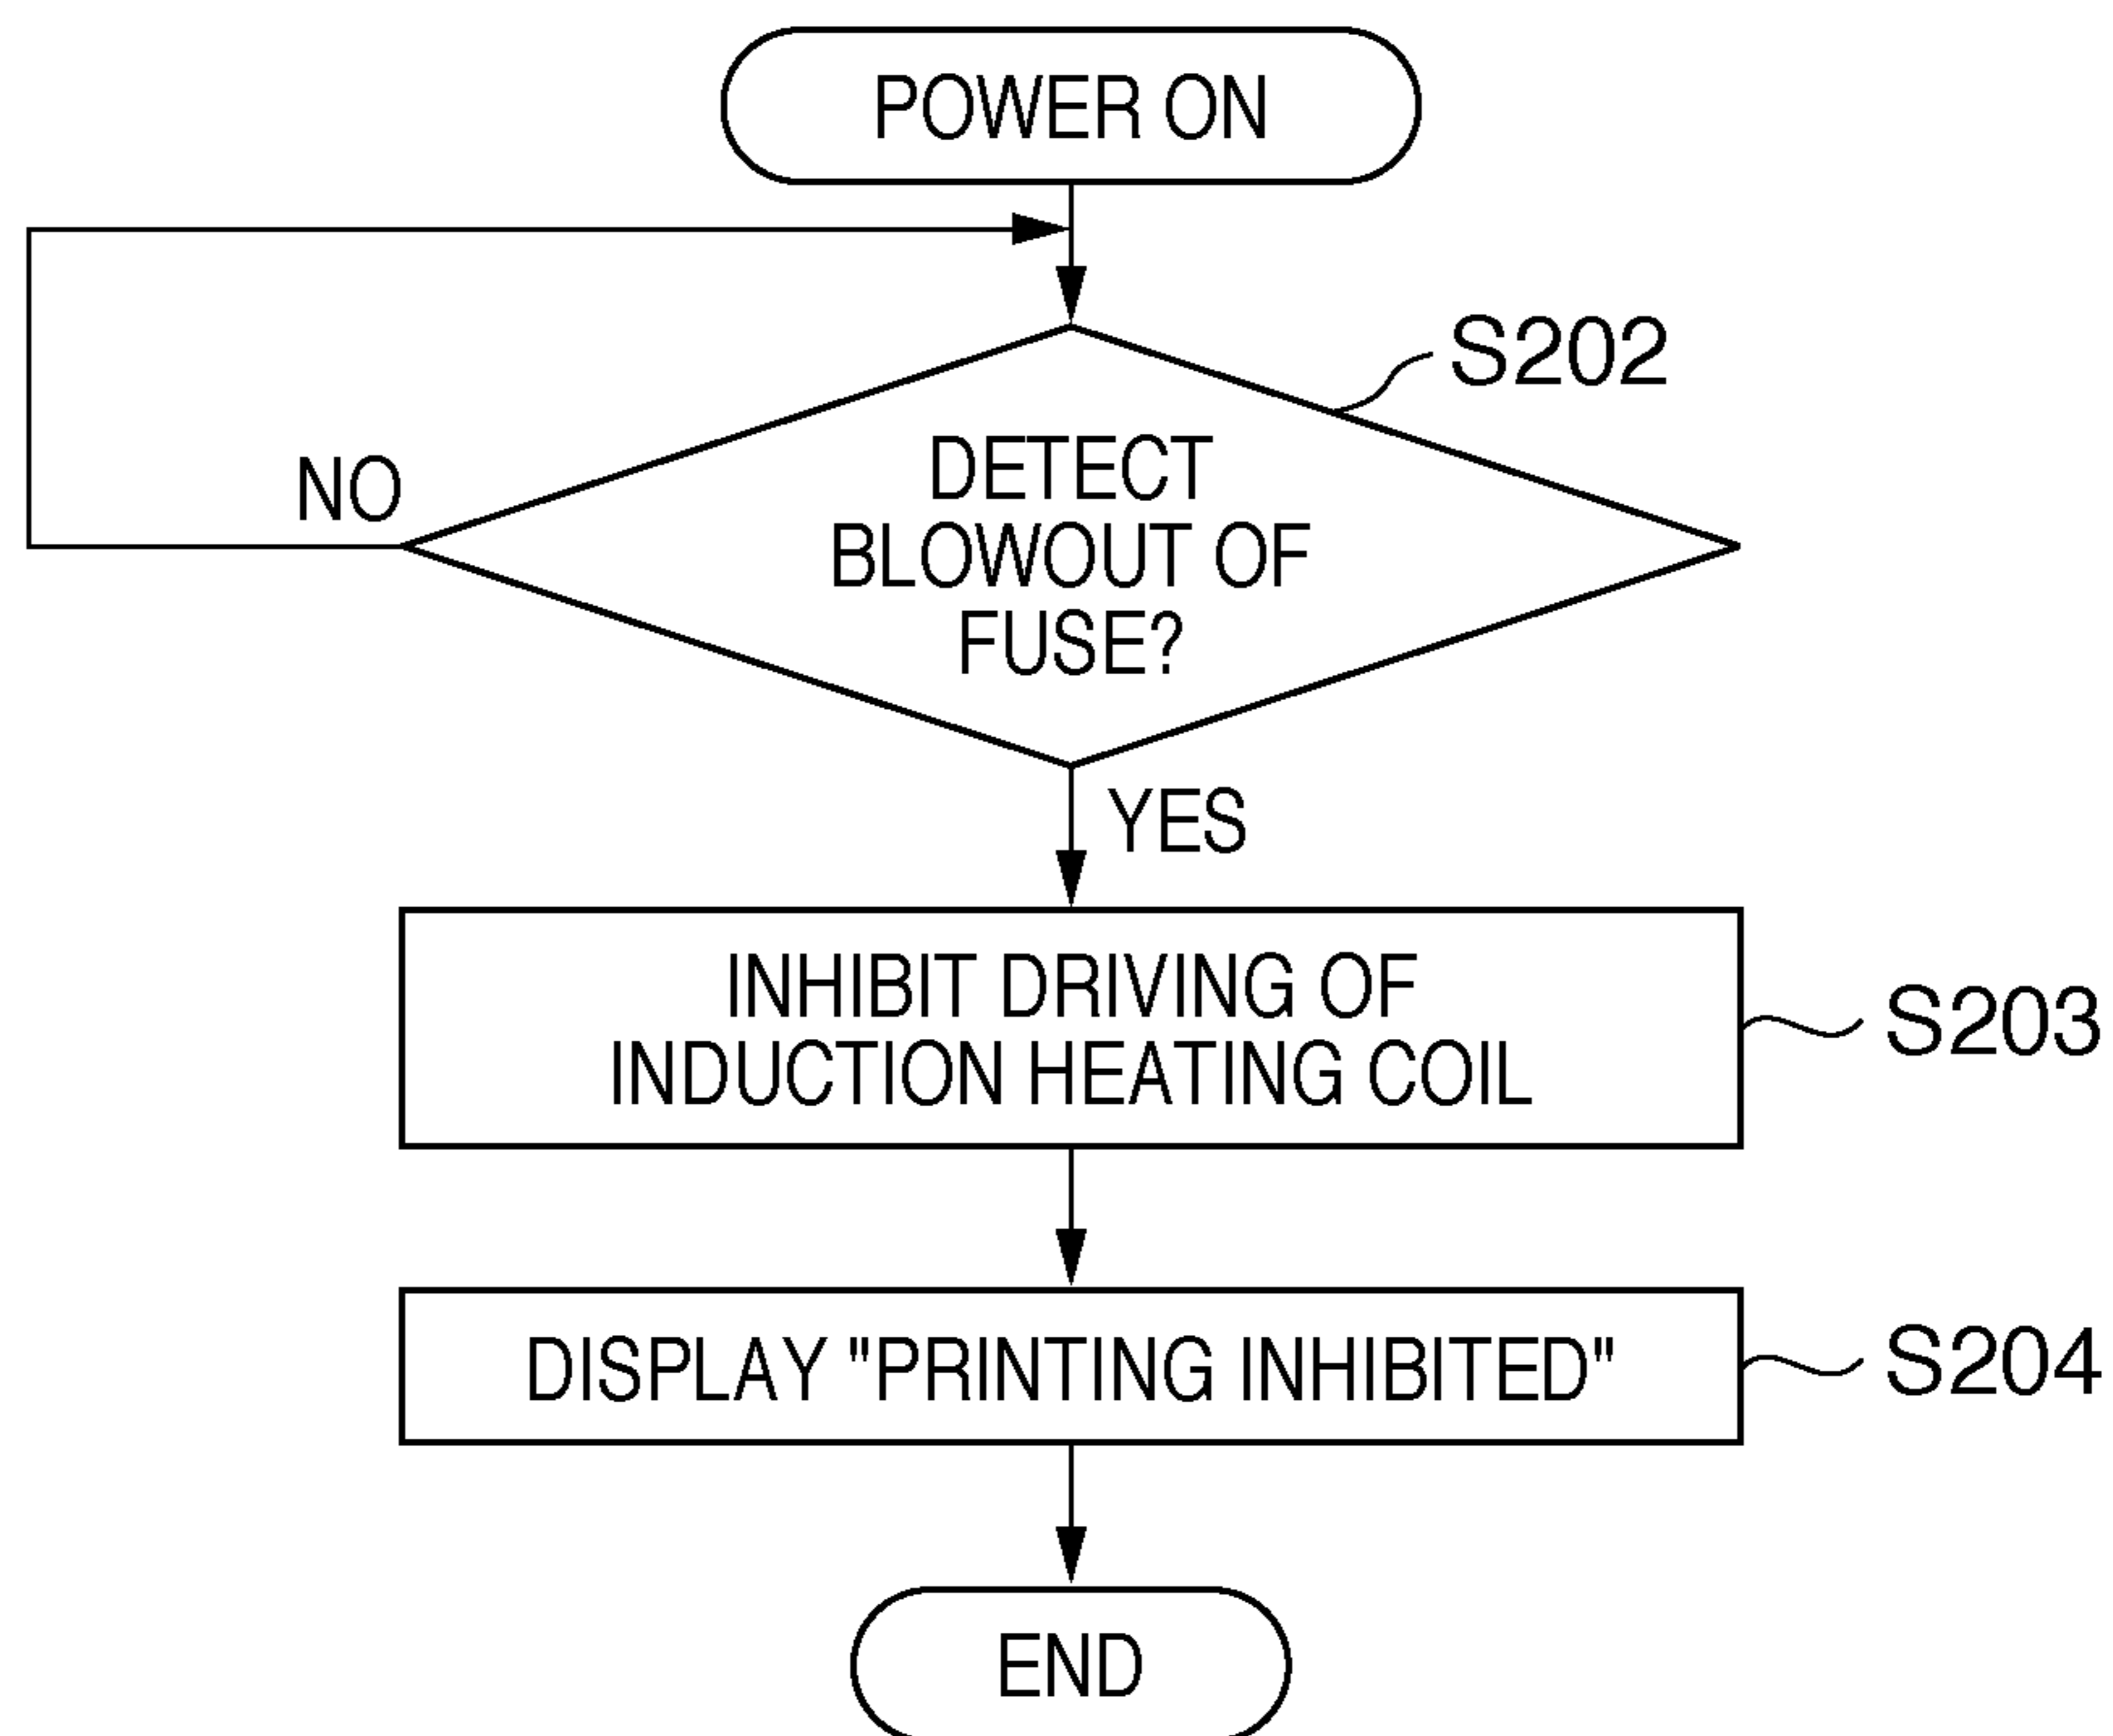 POWER ON
S202
DETECT
BLOWOUT OF
FUSE?
NO
YES
INHIBIT DRIVING OF
INDUCTION HEATING COIL
S203
DISPLAY "PRINTING INHIBITED"
S204
END